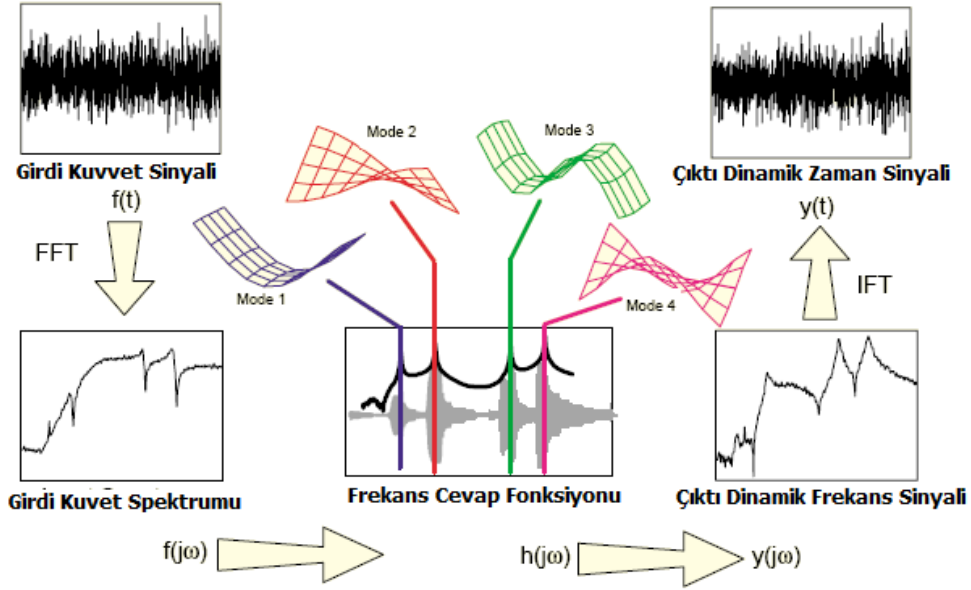 Girdi Kuvvet Sinyali
f(t)
FFT
Mode 1
Mode 2
Mode 3
Mode 4
Çıktı Dinamik Zaman Sinyali
y(t)
IFT
Girdi Kuvet Spektrumu
Frekans Cevap Fonksiyonu
Çıktı Dinamik Frekans Sinyali
f(jω)
h(jω)
y(jω)